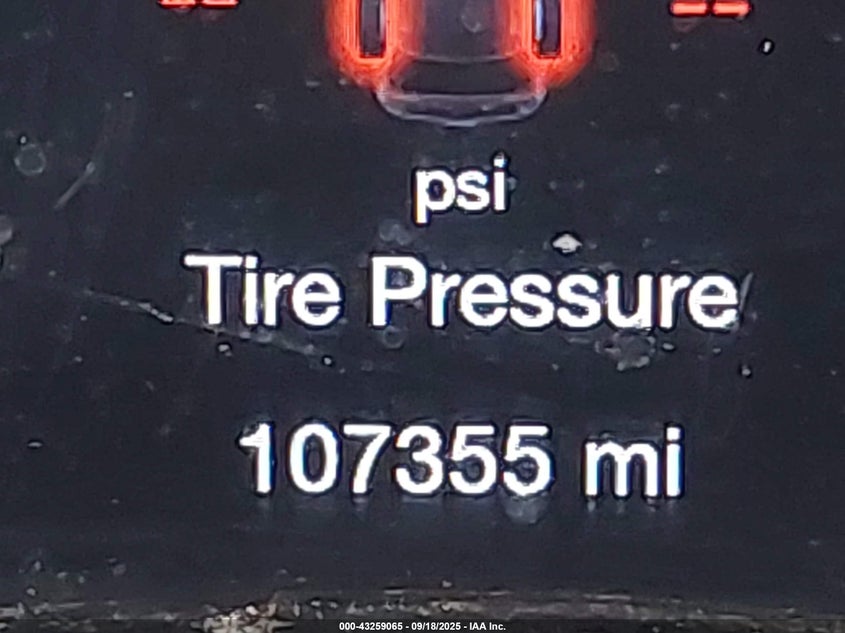 -- --
psi
Tire Pressure
107355 mi
000-43259065 - 09/18/2025 - IAA Inc.